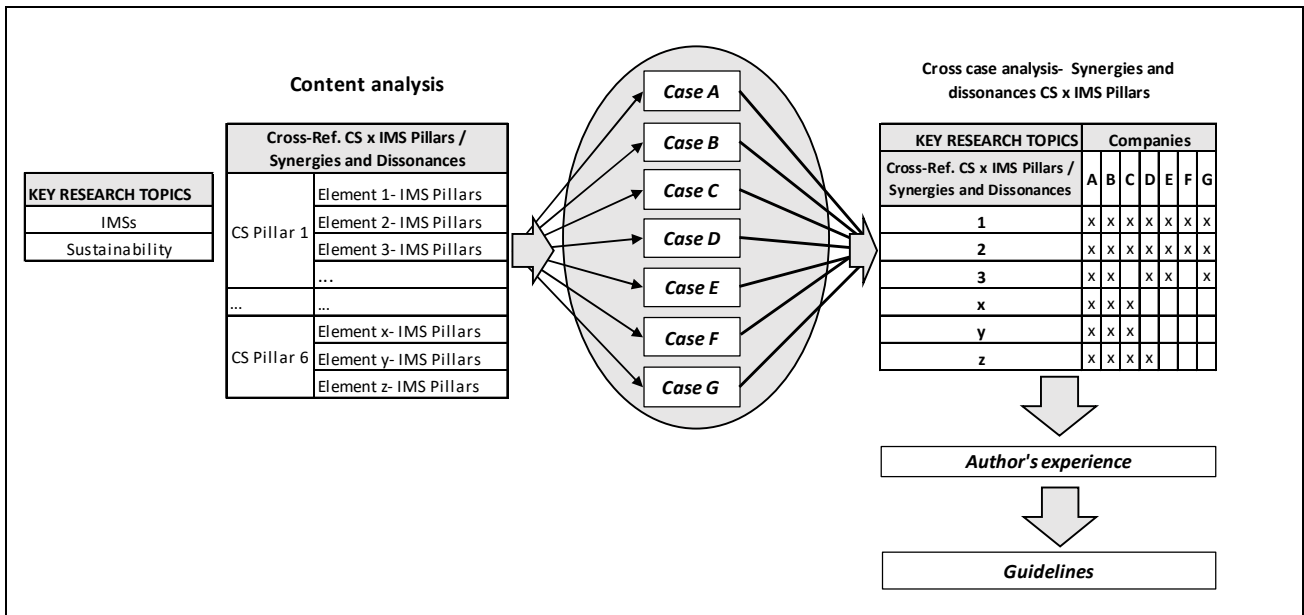 Content analysis
KEY RESEARCH TOPICS
IMSs
Sustainability
Cross-Ref. CS x IMS Pillars /
Synergies and Dissonances
CS Pillar 1
Element 1- IMS Pillars
Element 2- IMS Pillars
Element 3- IMS Pillars
...
... ...
CS Pillar 6
Element x- IMS Pillars
Element y- IMS Pillars
Element z- IMS Pillars
Case A
Case B
Case C
Case D
Case E
Case F
Case G
Cross case analysis- Synergies and
dissonances CS x IMS Pillars
KEY RESEARCH TOPICS Companies
Cross-Ref. CS x IMS Pillars /
Synergies and Dissonances
A B C D E F G
1 x x x x x x x
2 x x x x x x x
3 x x x x x
x x x x
y x x x
z x x x x
Author's experience
Guidelines